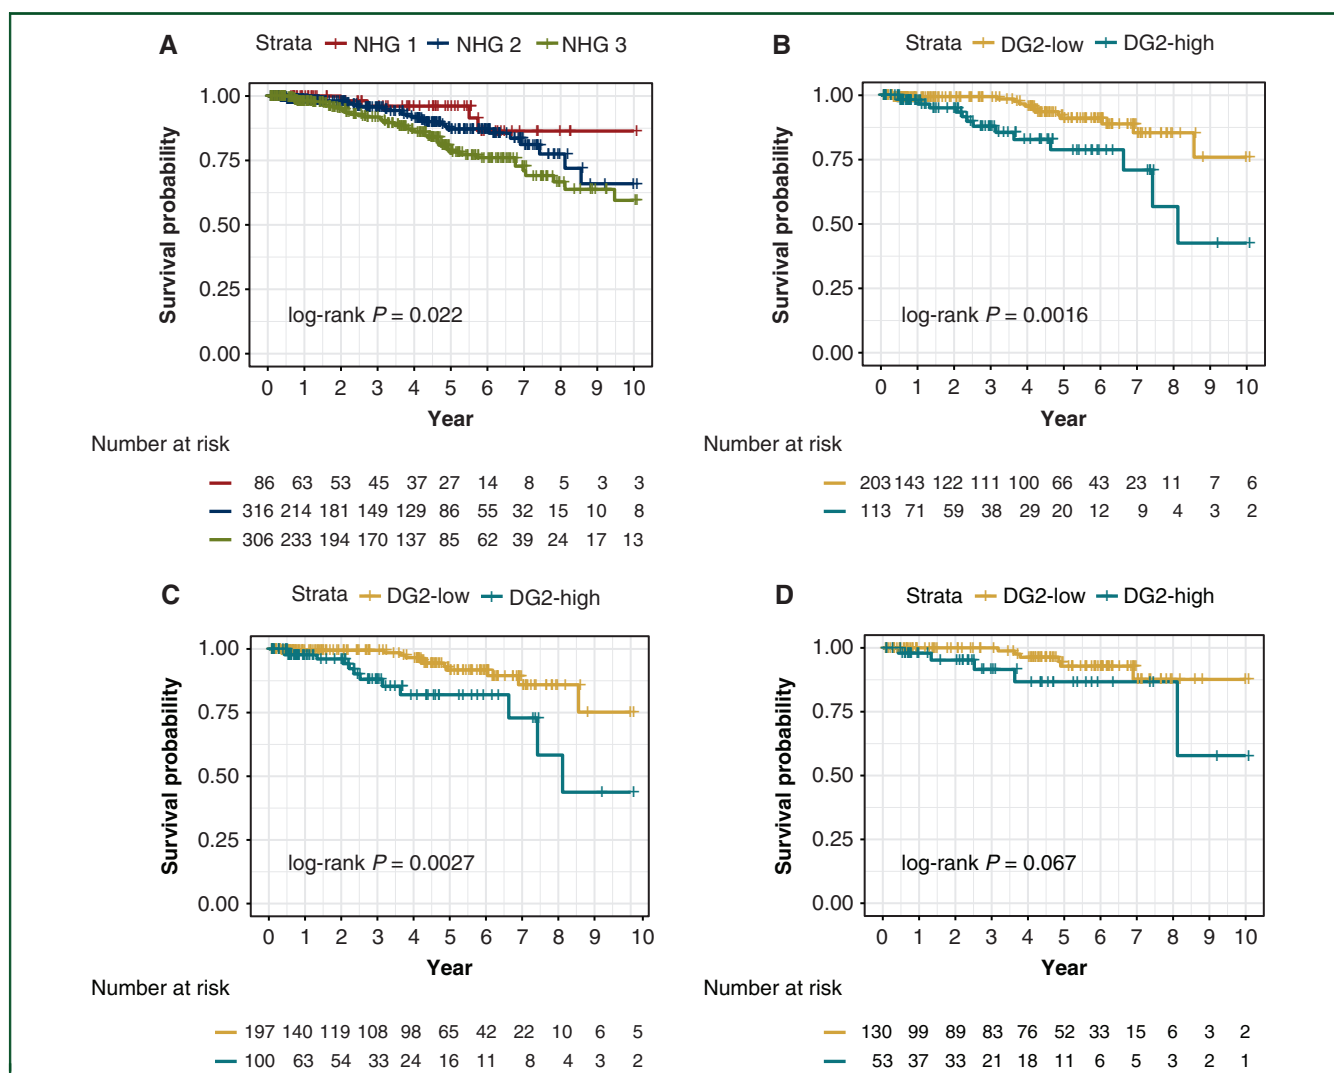 A Strata NHG 1 NHG 2 NHG 3
Survival probability
1.00
0.75
0.50
0.25
0.00
log-rank P = 0.022
0 1 2 3 4 5 6 7 8 9 10
Year
Number at risk
86 63 53 45 37 27 14 8 5 3 3
316 214 181 149 129 86 55 32 15 10 8
306 233 194 170 137 85 62 39 24 17 13
B Strata DG2-low DG2-high
Survival probability
1.00
0.75
0.50
0.25
0.00
log-rank P = 0.0016
0 1 2 3 4 5 6 7 8 9 10
Year
Number at risk
203 143 122 111 100 66 43 23 11 7 6
113 71 59 38 29 20 12 9 4 3 2
C Strata DG2-low DG2-high
Survival probability
1.00
0.75
0.50
0.25
0.00
log-rank P = 0.0027
0 1 2 3 4 5 6 7 8 9 10
Year
Number at risk
197 140 119 108 98 65 42 22 10 6 5
100 63 54 33 24 16 11 8 4 3 2
D Strata DG2-low DG2-high
Survival probability
1.00
0.75
0.50
0.25
0.00
log-rank P = 0.067
0 1 2 3 4 5 6 7 8 9 10
Year
Number at risk
130 99 89 83 76 52 33 15 6 3 2
53 37 33 21 18 11 6 5 3 2 1